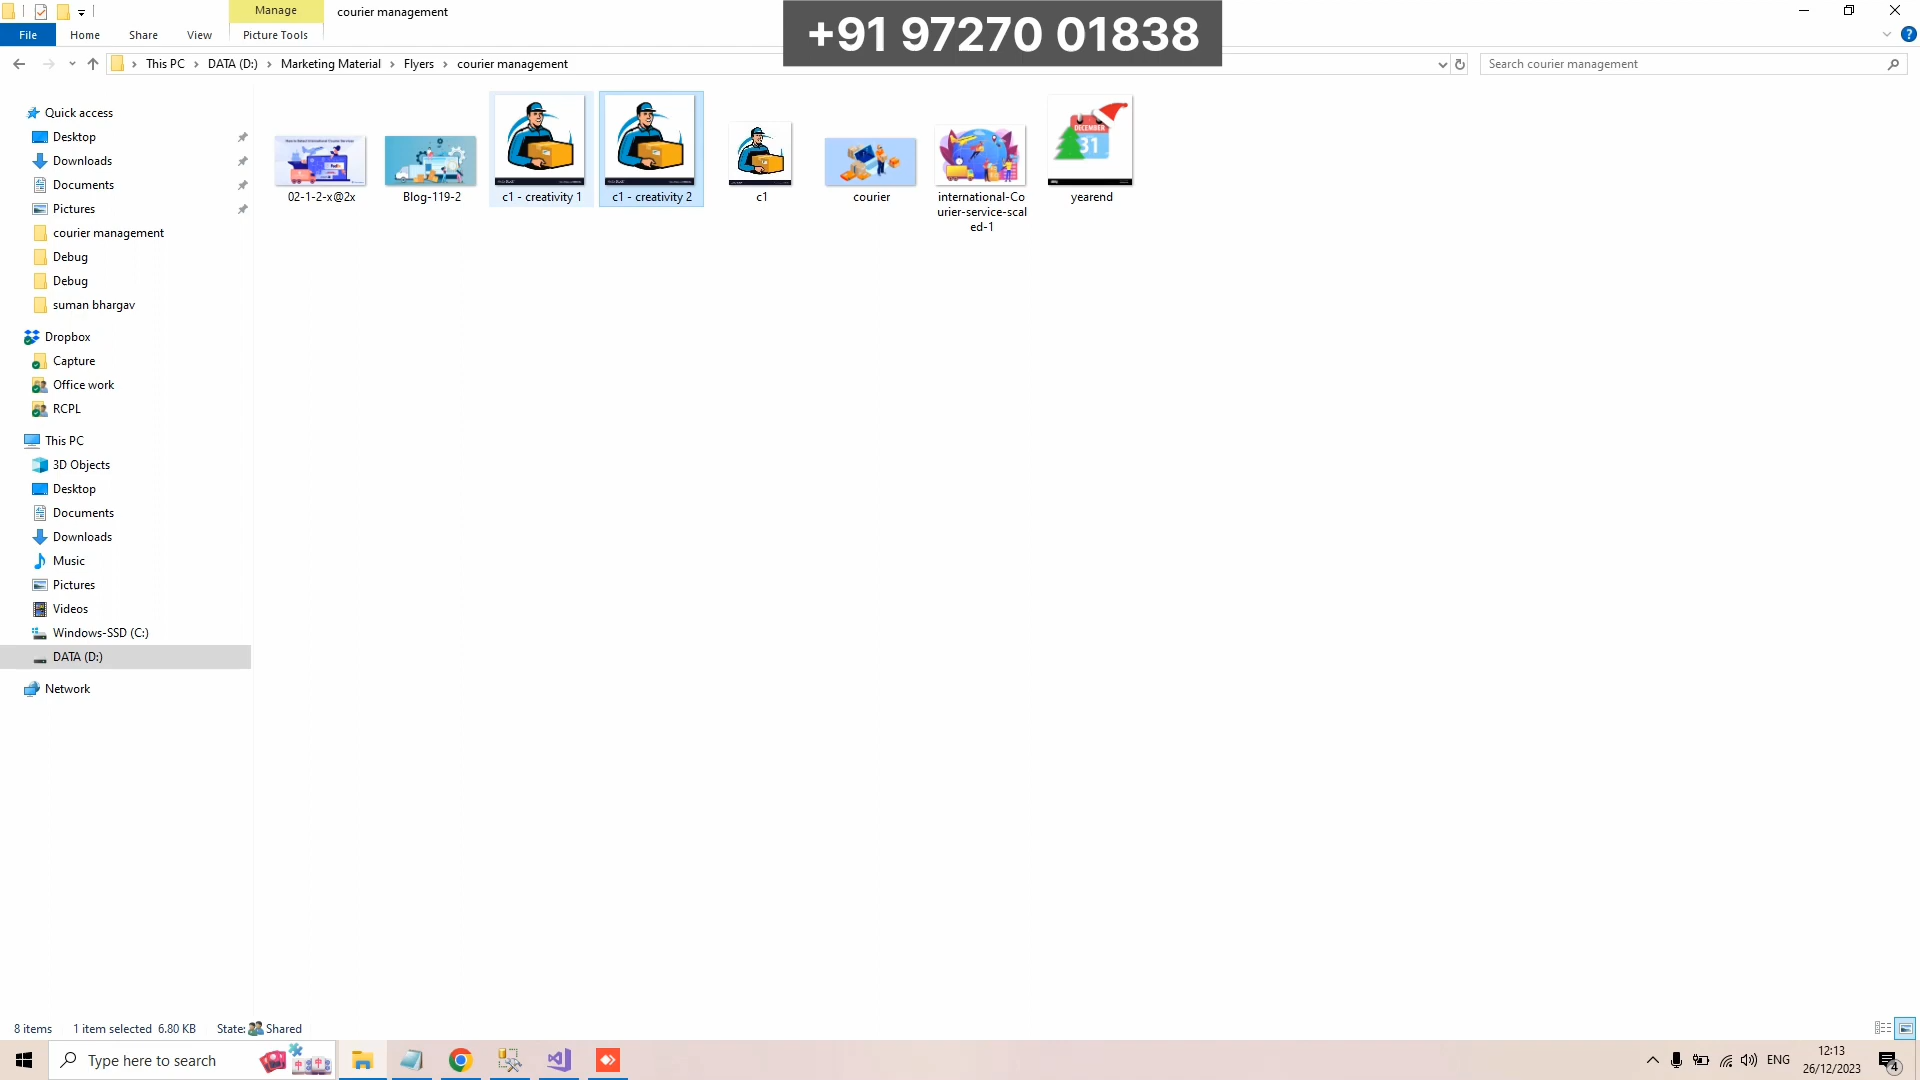 Manage
courier management
+91 97270 01838
File
Home
Share
View
Picture Tools
This PC
DATA (D:)
Marketing Material
Flyers
courier management
Search courier management
Quick access
Desktop
Downloads
Documents
Pictures
courier management
Debug
Debug
suman bhargav
Dropbox
Capture
Office work
RCPL
This PC
3D Objects
Desktop
Documents
Downloads
Music
Pictures
Videos
Windows-SSD (C:)
DATA (D:)
Network
DECEMBER
31
02-1-2-x@2x
Blog-119-2
c1 - creativity 1
c1 - creativity 2
c1
courier
international-Co
urier-service-scal
ed-1
yearend
8 items
1 item selected 6.80 KB
State: Shared
Type here to search
ENG
12:13
26/12/2023
4